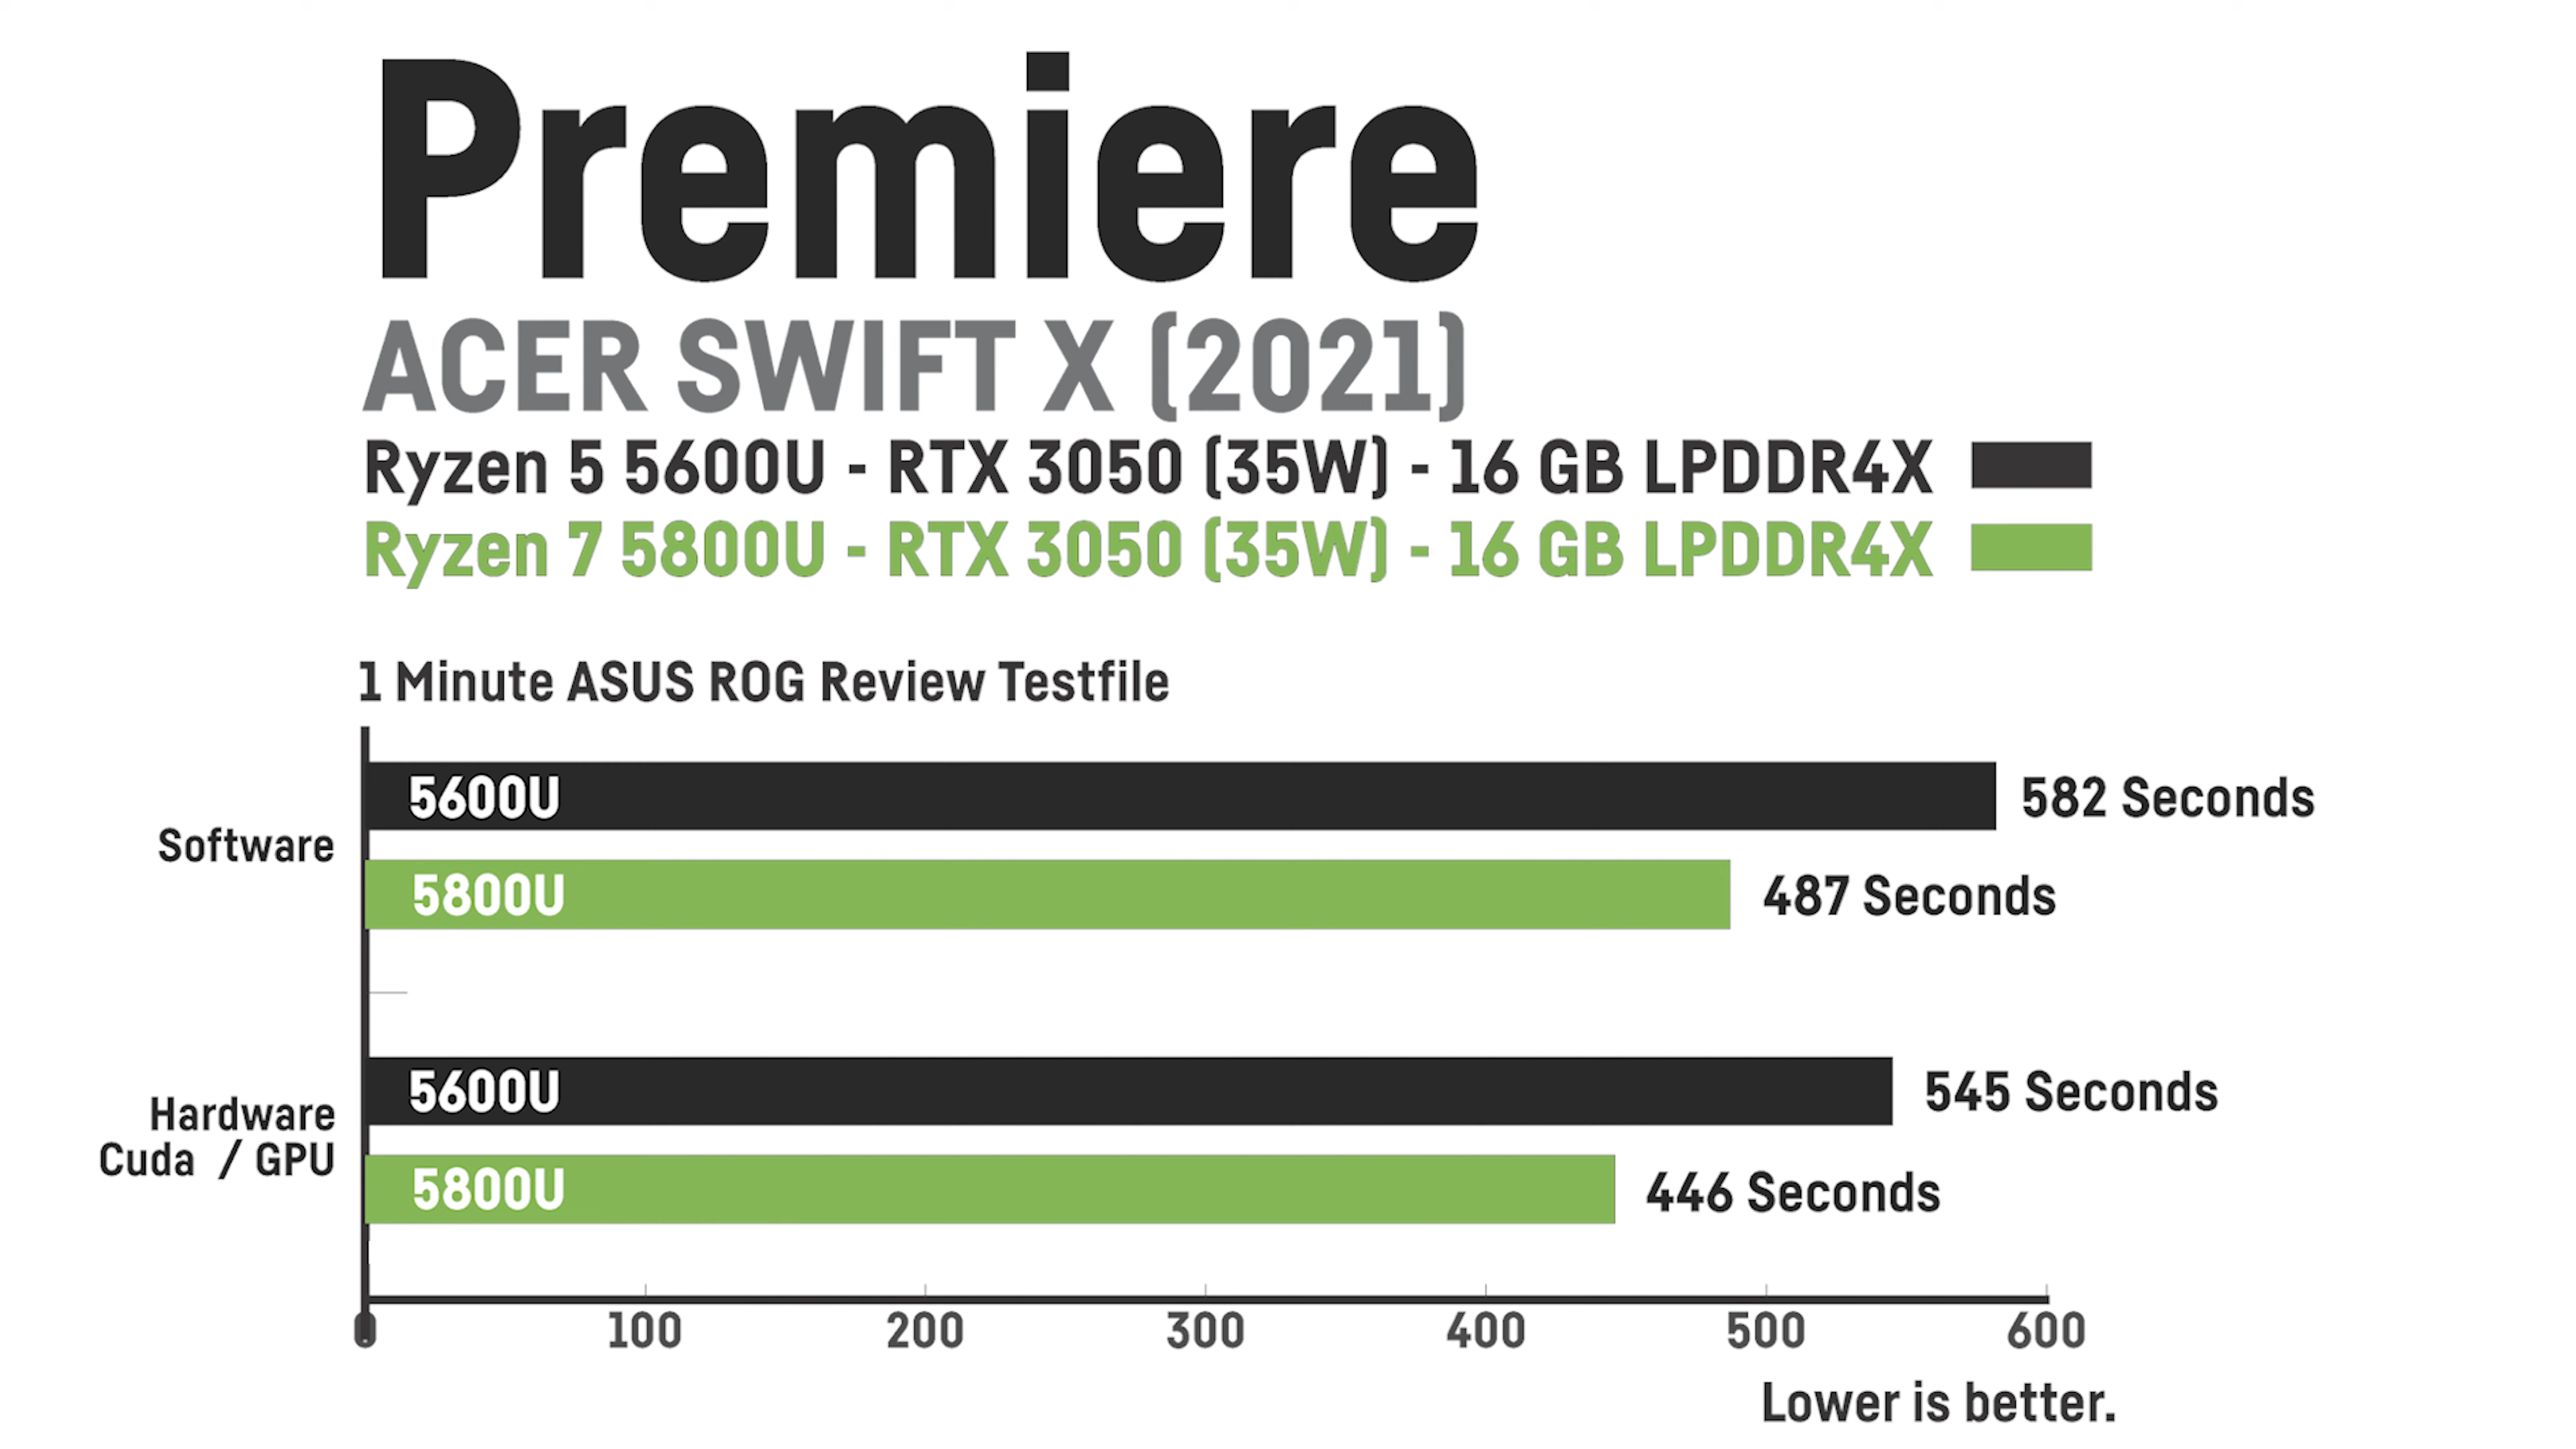 Premiere
ACER SWIFT X (2021)
Ryzen 5 5600U - RTX 3050 (35W) - 16 GB LPDDR4X
Ryzen 7 5800U - RTX 3050 (35W) - 16 GB LPDDR4X
1 Minute ASUS ROG Review Testfile
Software
5600U 582 Seconds
5800U 487 Seconds
Hardware
Cuda / GPU
5600U 545 Seconds
5800U 446 Seconds
0 100 200 300 400 500 600
Lower is better.